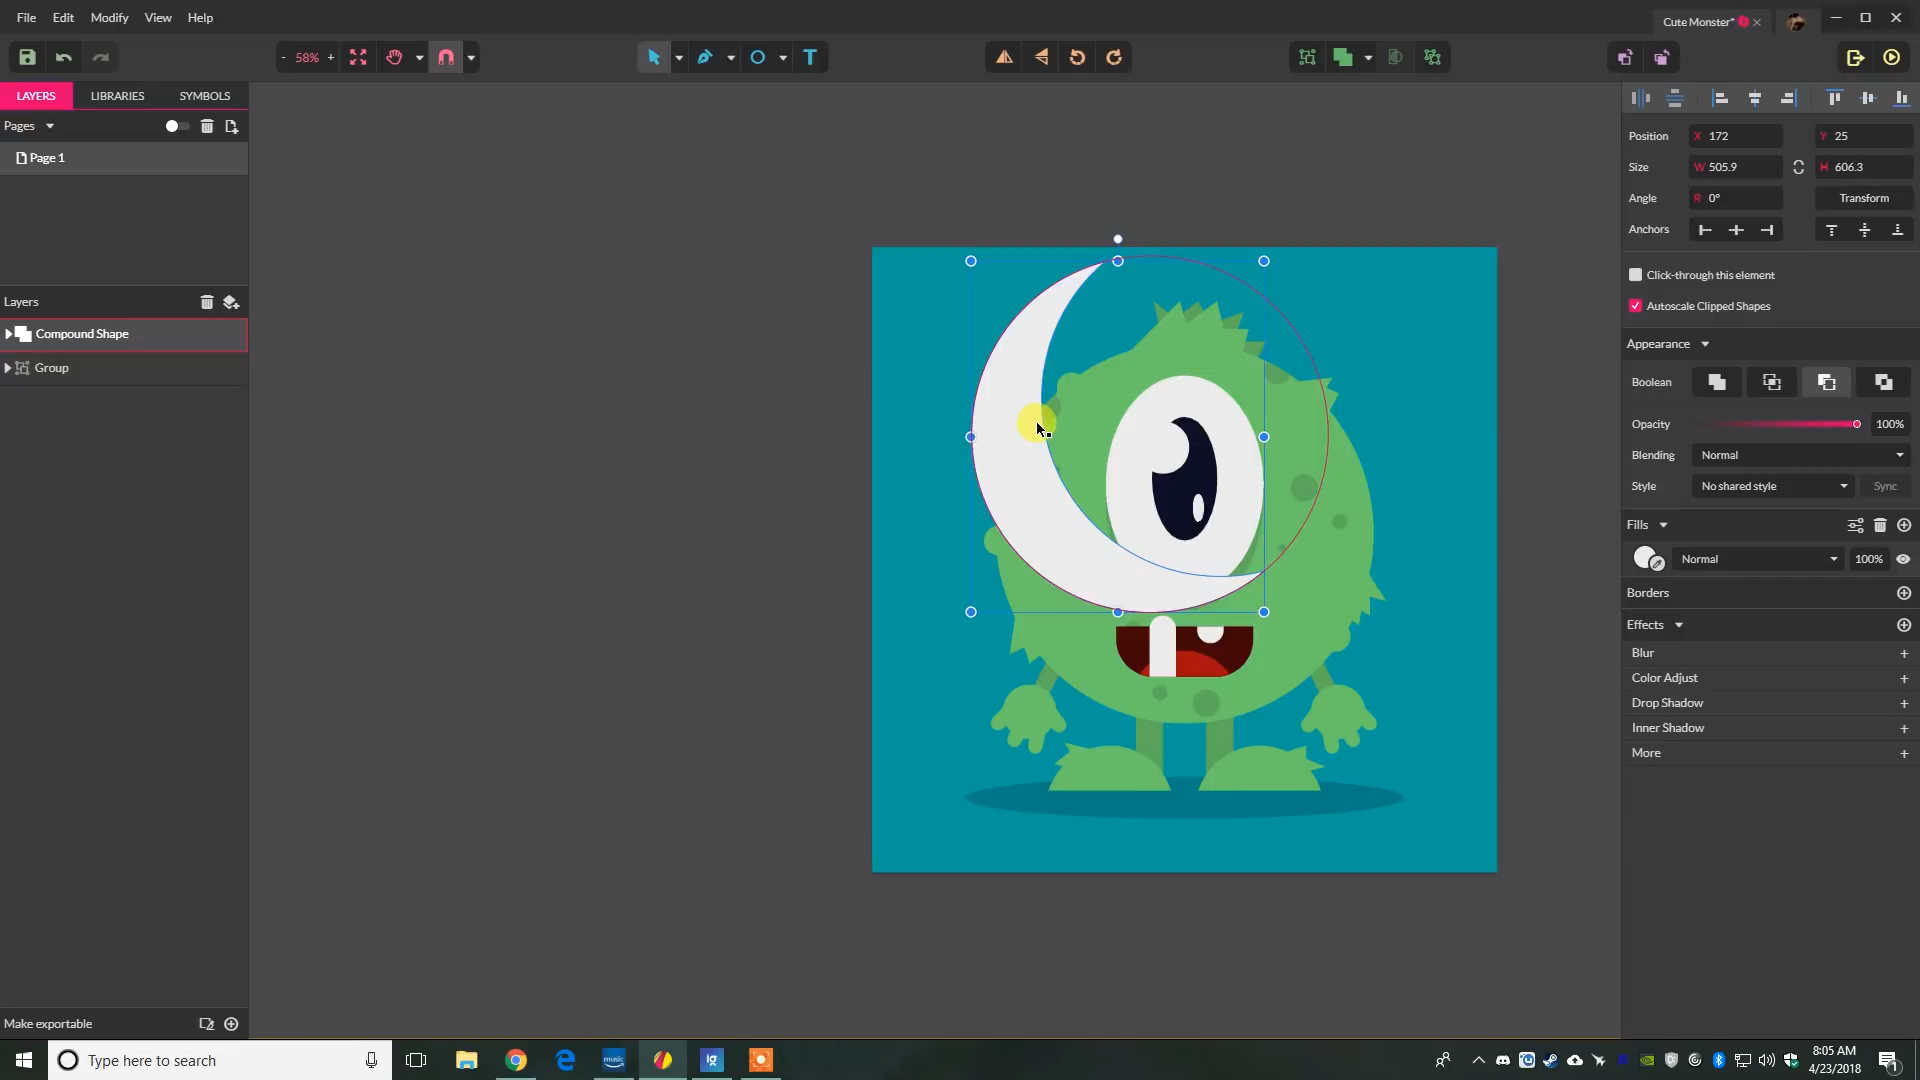 File Edit Modify View Help
Cute Monster*
- 58% +
T
LAYERS LIBRARIES SYMBOLS
Pages
Page 1
Layers
Compound Shape
Group
Make exportable
Position X 172 Y 25
Size W 505.9 H 606.3
Angle R 0° Transform
Anchors
Click-through this element
Autoscale Clipped Shapes
Appearance
Boolean
Opacity 100%
Blending Normal
Style No shared style Sync
Fills
Normal 100%
Borders
Effects
Blur
Color Adjust
Drop Shadow
Inner Shadow
More
Type here to search
music
ig
8:05 AM
4/23/2018
1